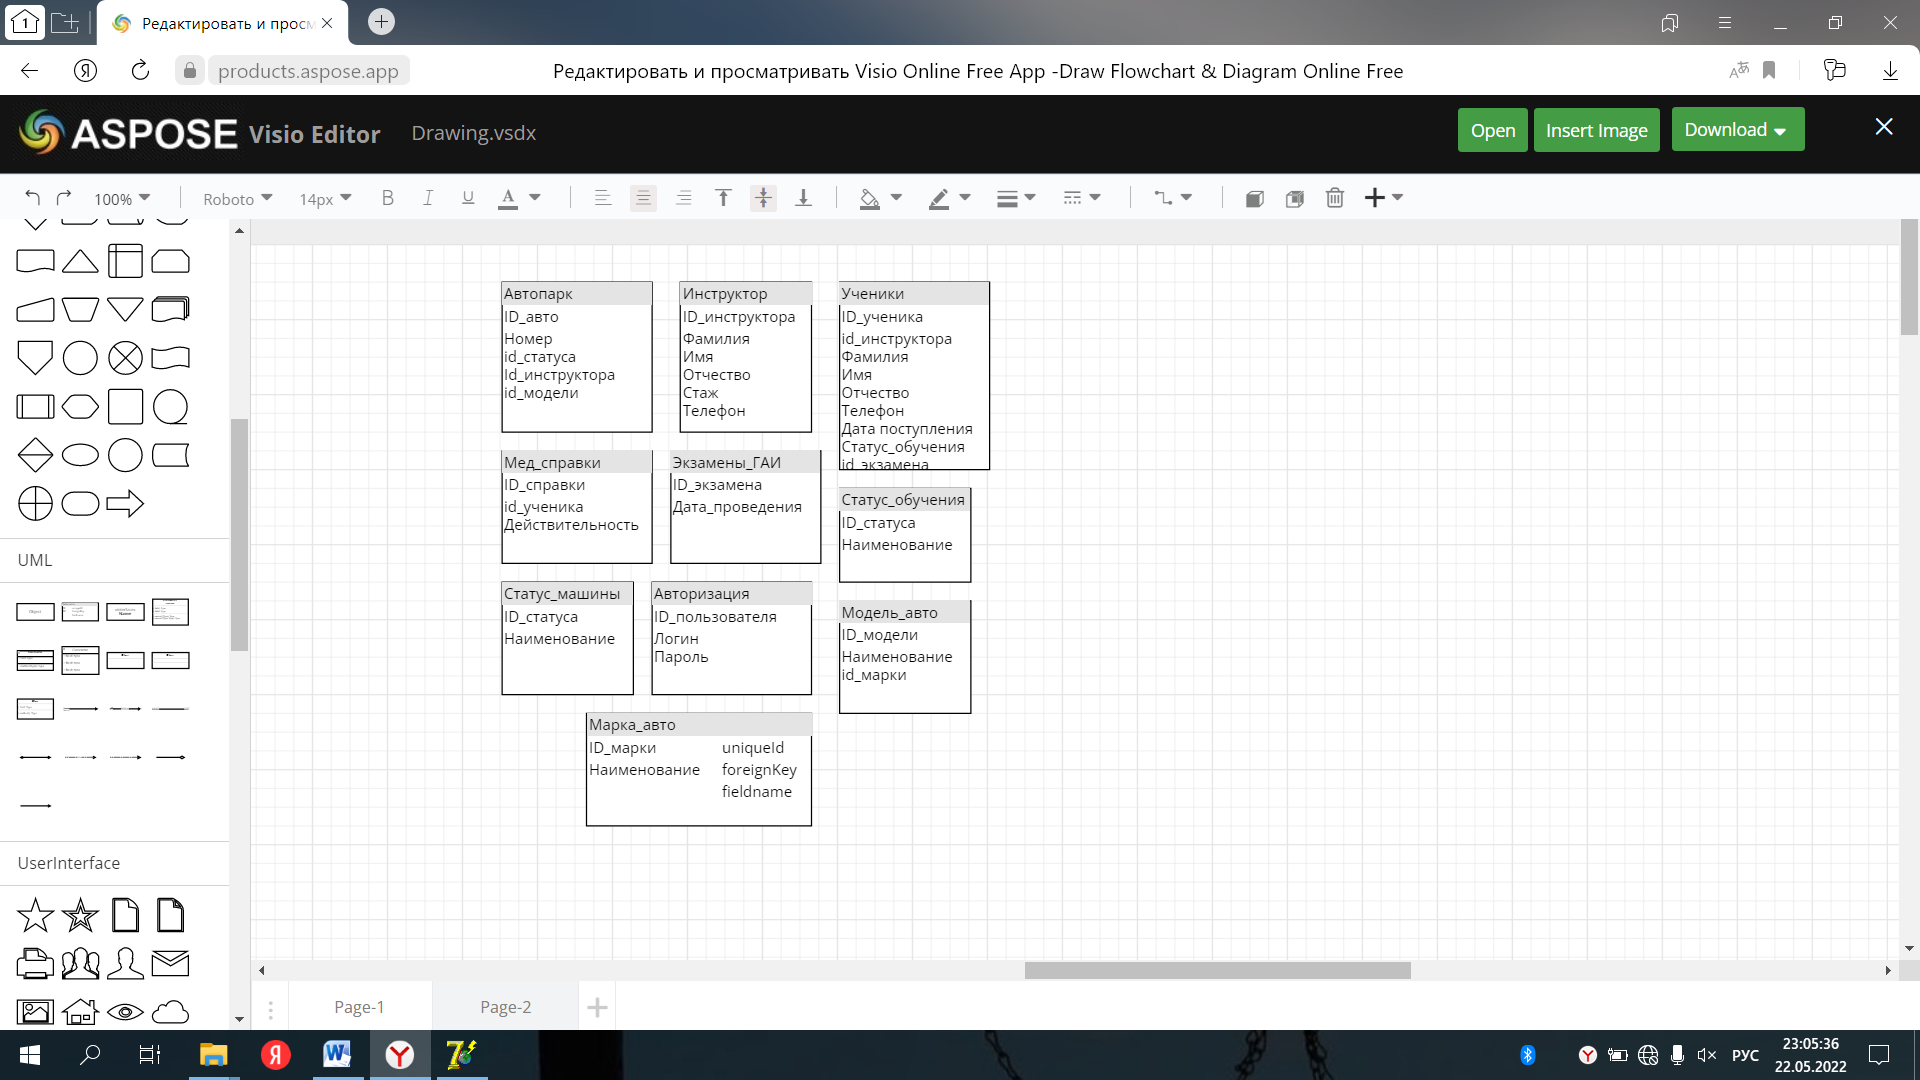 1
Редактировать и просм
products.aspose.app
Редактировать и просматривать Visio Online Free App -Draw Flowchart & Diagram Online Free
ASPOSE Visio Editor
Drawing.vsdx
Open
Insert Image
Download
100%
Roboto
14px
B
I
U
A
Автопарк
ID_авто
Номер
id_статуса
Id_инструктора
id_модели
Инструктор
ID_инструктора
Фамилия
Имя
Отчество
Стаж
Телефон
Ученики
ID_ученика
id_инструктора
Фамилия
Имя
Отчество
Телефон
Дата поступления
Статус_обучения
id_экзамена
Мед_справки
ID_справки
id_ученика
Действительность
Экзамены_ГАИ
ID_экзамена
Дата_проведения
Статус_обучения
ID_статуса
Наименование
Статус_машины
ID_статуса
Наименование
Авторизация
ID_пользователя
Логин
Пароль
Модель_авто
ID_модели
Наименование
id_марки
Марка_авто
ID_марки uniqueId
Наименование foreignKey
fieldname
UML
UserInterface
Page-1
Page-2
РУС
23:05:36
22.05.2022